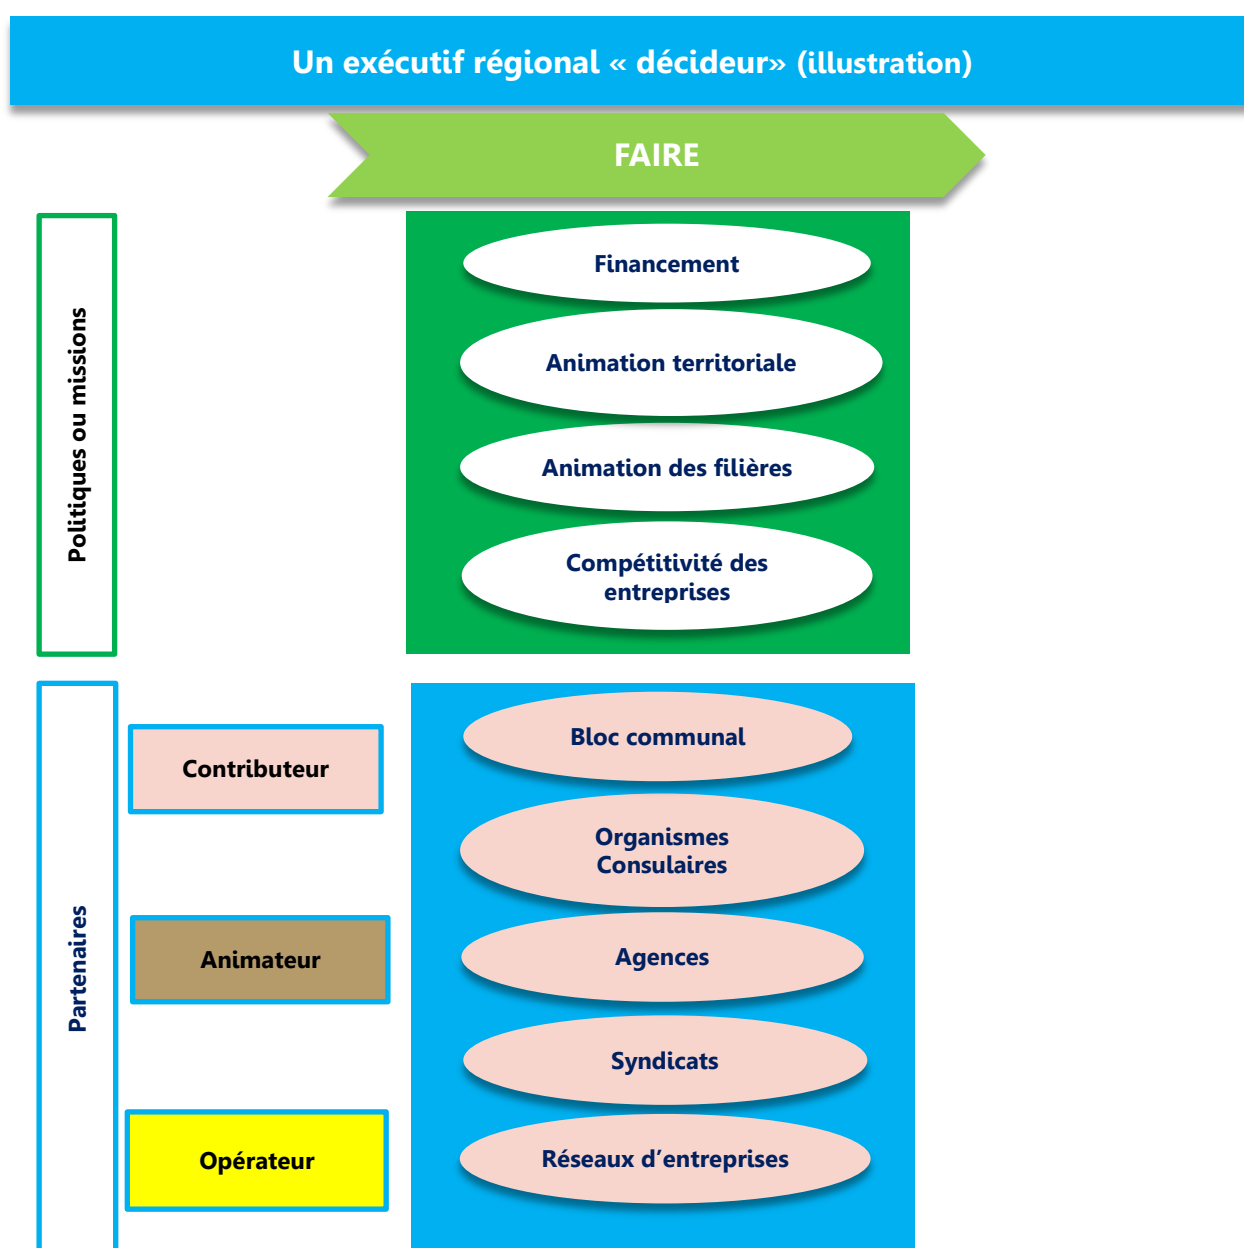 Un exécutif régional « décideur» (illustration)
FAIRE
Politiques ou missions
Financement
Animation territoriale
Animation des filières
Compétitivité des
entreprises
Partenaires
Contributeur
Animateur
Opérateur
Bloc communal
Organismes
Consulaires
Agences
Syndicats
Réseaux d’entreprises